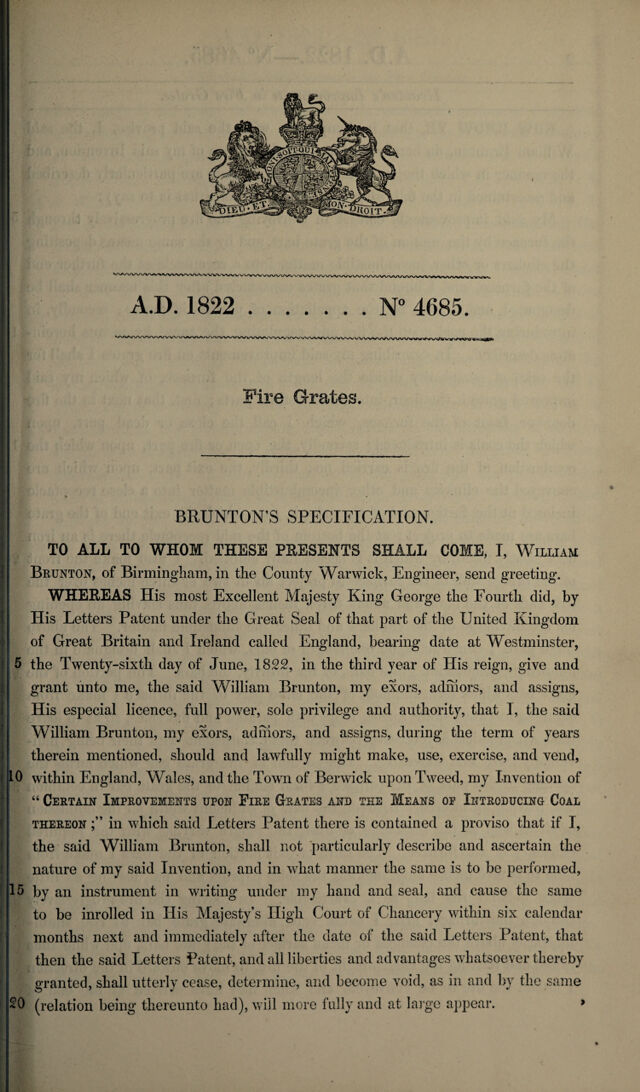 DIEU · ET MON · DROIT
A.D. 1822 . . . . . . . . Nº 4685.
Fire Grates.
BRUNTON'S SPECIFICATION.
TO ALL TO WHOM THESE PRESENTS SHALL COME, I, WILLIAM
BRUNTON, of Birmingham, in the County Warwick, Engineer, send greeting.
WHEREAS His most Excellent Majesty King George the Fourth did, by
His Letters Patent under the Great Seal of that part of the United Kingdom
of Great Britain and Ireland called England, bearing date at Westminster,
5 the Twenty-sixth day of June, 1822, in the third year of His reign, give and
grant unto me, the said William Brunton, my exors, adm̃ors, and assigns,
His especial licence, full power, sole privilege and authority, that I, the said
William Brunton, my exors, adm̃ors, and assigns, during the term of years
therein mentioned, should and lawfully might make, use, exercise, and vend,
10 within England, Wales, and the Town of Berwick upon Tweed, my Invention of
“ CERTAIN IMPROVEMENTS UPON FIRE GRATES AND THE MEANS OF INTRODUCING COAL
THEREON ;” in which said Letters Patent there is contained a proviso that if I,
the said William Brunton, shall not particularly describe and ascertain the
nature of my said Invention, and in what manner the same is to be performed,
15 by an instrument in writing under my hand and seal, and cause the same
to be inrolled in His Majesty's High Court of Chancery within six calendar
months next and immediately after the date of the said Letters Patent, that
then the said Letters Patent, and all liberties and advantages whatsoever thereby
granted, shall utterly cease, determine, and become void, as in and by the same
20 (relation being thereunto had), will more fully and at large appear.